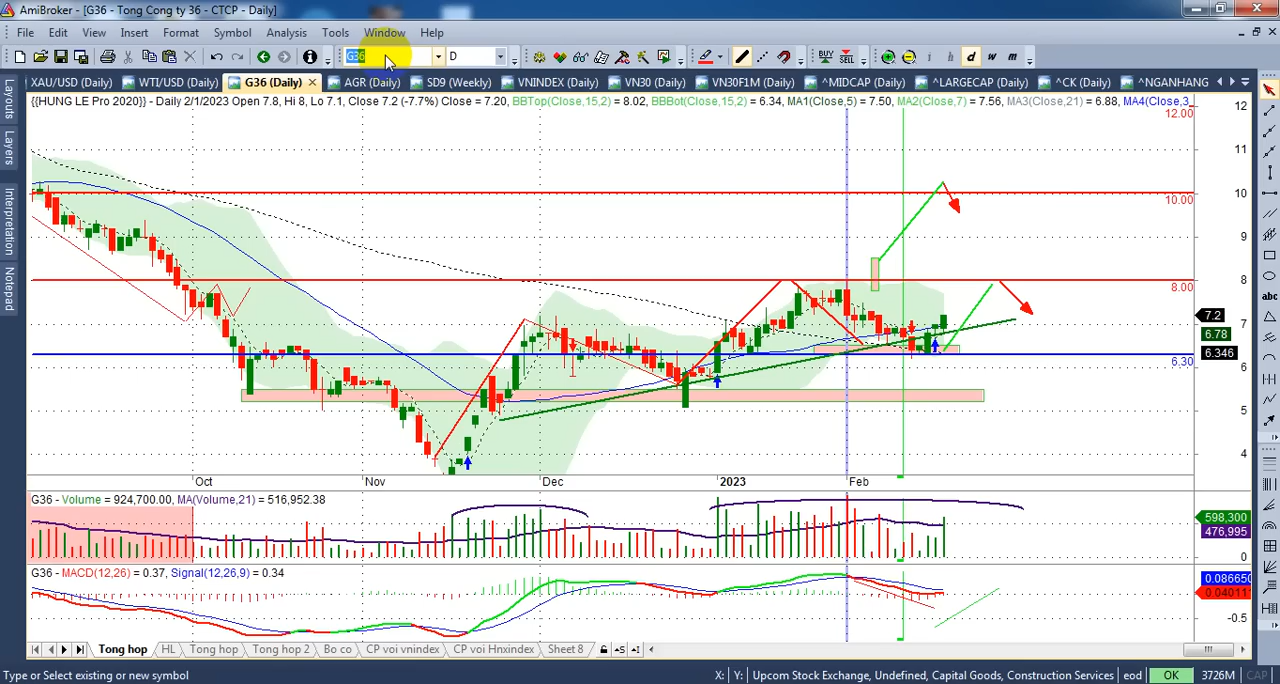 AmiBroker - [G36 - Tong Cong ty 36 - CTCP - Daily]
File Edit View Insert Format Symbol Analysis Tools Window Help
G36 D BUY SELL i h d w m
XAU/USD (Daily) WTI/USD (Daily) G36 (Daily) AGR (Daily) SD9 (Weekly) VNINDEX (Daily) VN30 (Daily) VN30F1M (Daily) ^MIDCAP (Daily) ^LARGECAP (Daily) ^CK (Daily) ^NGANHANG
{{HUNG LE Pro 2020}} - Daily 2/1/2023 Open 7.8, Hi 8, Lo 7.1, Close 7.2 (-7.7%) Close = 7.20, BBTop(Close,15,2) = 8.02, BBBot(Close,15,2) = 6.34, MA1(Close,5) = 7.50, MA2(Close,7) = 7.56, MA3(Close,21) = 6.88, MA4(Close,3
Layouts
Layers
Interpretation
Notepad
12
12.00
11
10
10.00
9
8
8.00
7.2
7
6.78
6.346
6.30
6
5
4
abc
Oct Nov Dec 2023 Feb
G36 - Volume = 924,700.00, MA(Volume,21) = 516,952.38
598,300
476,995
0
G36 - MACD(12,26) = 0.37, Signal(12,26,9) = 0.34
0.086650
0.040111
-0.5
Tong hop HL Tong hop Tong hop 2 Bo co CP voi vnindex CP voi Hnxindex Sheet 8
Type or Select existing or new symbol X: Y: Upcom Stock Exchange, Undefined, Capital Goods, Construction Services eod OK 3726M CAP